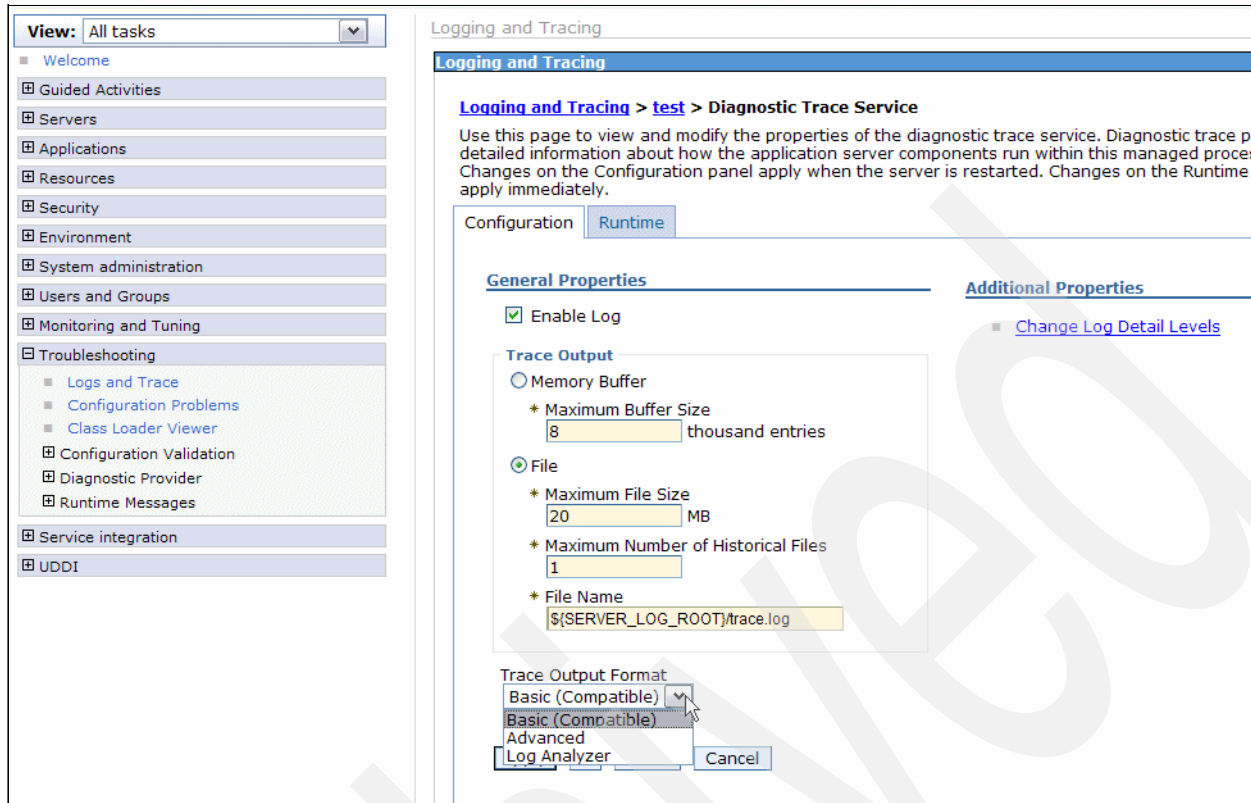 View: All tasks
Welcome
Guided Activities
Servers
Applications
Resources
Security
Environment
System administration
Users and Groups
Monitoring and Tuning
Troubleshooting
Logs and Trace
Configuration Problems
Class Loader Viewer
Configuration Validation
Diagnostic Provider
Runtime Messages
Service integration
UDDI
Logging and Tracing
Logging and Tracing
Logging and Tracing > test > Diagnostic Trace Service
Use this page to view and modify the properties of the diagnostic trace service. Diagnostic trace p
detailed information about how the application server components run within this managed proces
Changes on the Configuration panel apply when the server is restarted. Changes on the Runtime
apply immediately.
Configuration Runtime
General Properties
Enable Log
Trace Output
Memory Buffer
* Maximum Buffer Size
8 thousand entries
File
* Maximum File Size
20 MB
* Maximum Number of Historical Files
1
* File Name
${SERVER_LOG_ROOT}/trace.log
Trace Output Format
Basic (Compatible)
Basic (Compatible)
Advanced
Log Analyzer
Cancel
Additional Properties
Change Log Detail Levels